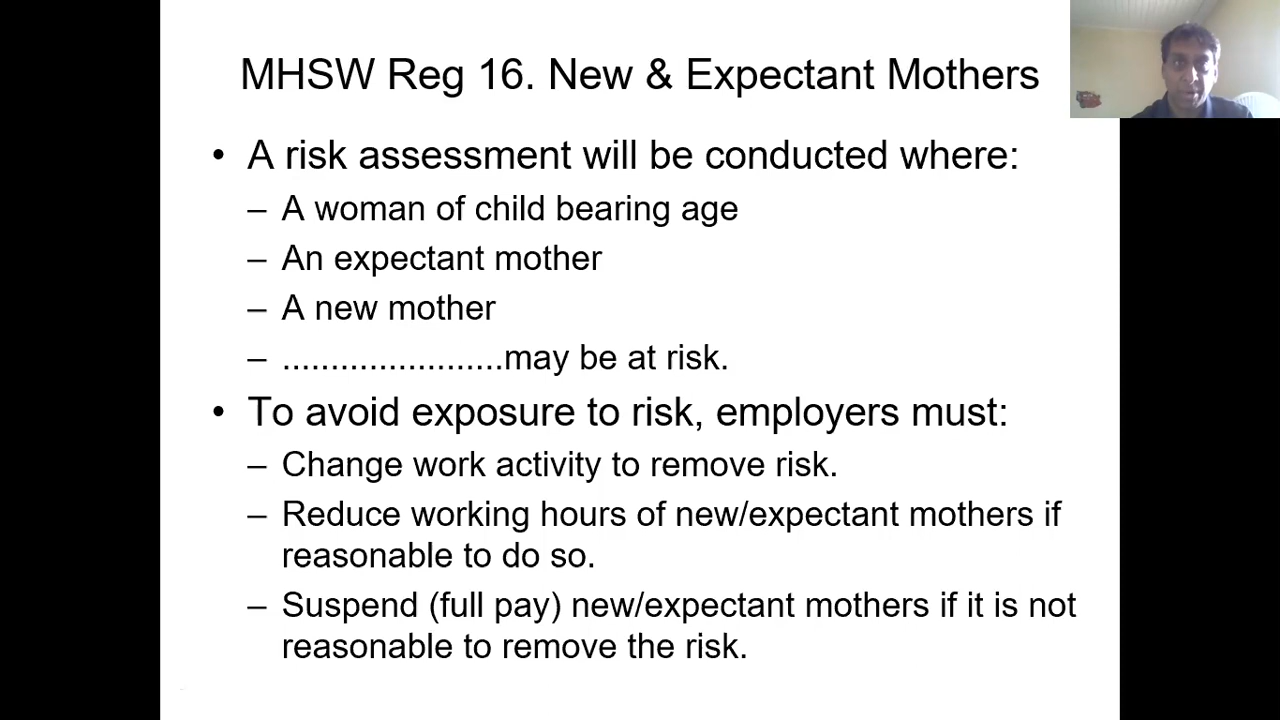 MHSW Reg 16. New & Expectant Mothers
• A risk assessment will be conducted where:
– A woman of child bearing age
– An expectant mother
– A new mother
– .......................may be at risk.
• To avoid exposure to risk, employers must:
– Change work activity to remove risk.
– Reduce working hours of new/expectant mothers if
reasonable to do so.
– Suspend (full pay) new/expectant mothers if it is not
reasonable to remove the risk.